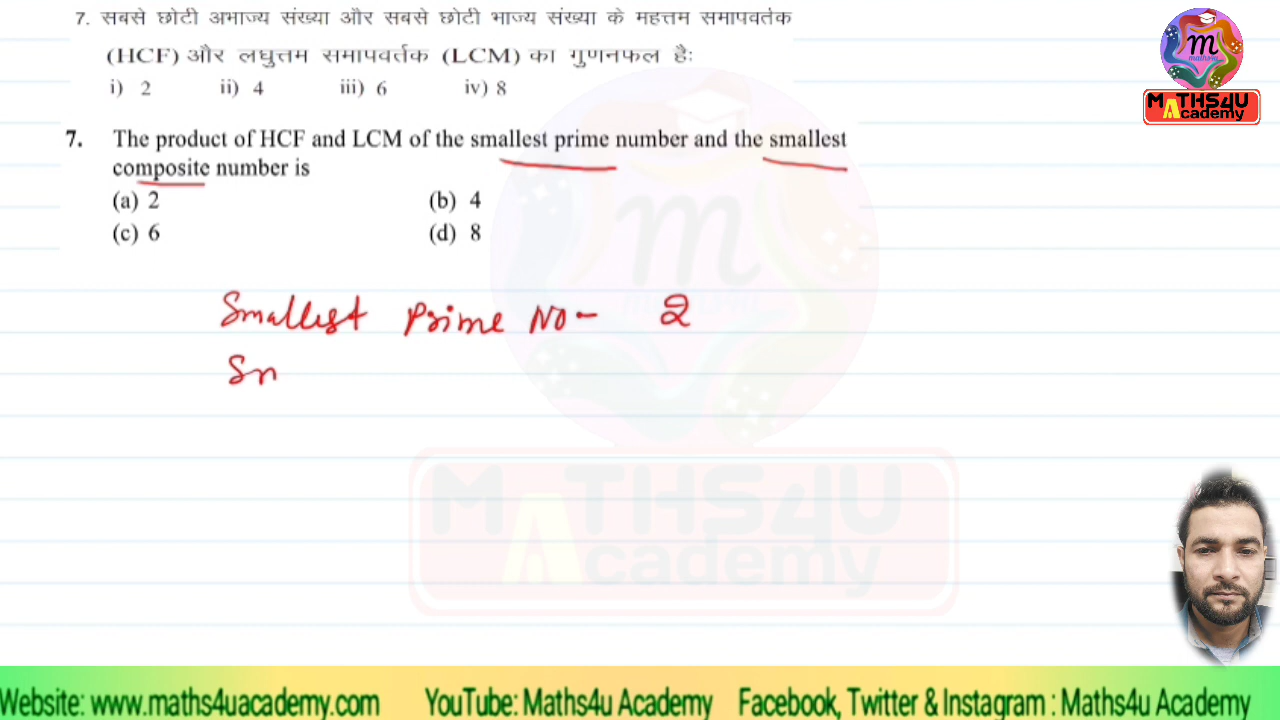 7. सबसे छोटी अभाज्य संख्या और सबसे छोटी भाज्य संख्या के महत्तम समापवर्तक
(HCF) और लघुत्तम समापवर्तक (LCM) का गुणनफल है:
i) 2 ii) 4 iii) 6 iv) 8
7. The product of HCF and LCM of the smallest prime number and the smallest
composite number is
(a) 2 (b) 4
(c) 6 (d) 8
Smallest Prime No- 2
Sm
m
maths4u
MATHS4U
Academy
m
MATHS4U
Academy
Website: www.maths4uacademy.com YouTube: Maths4u Academy Facebook, Twitter & Instagram : Maths4u Academy